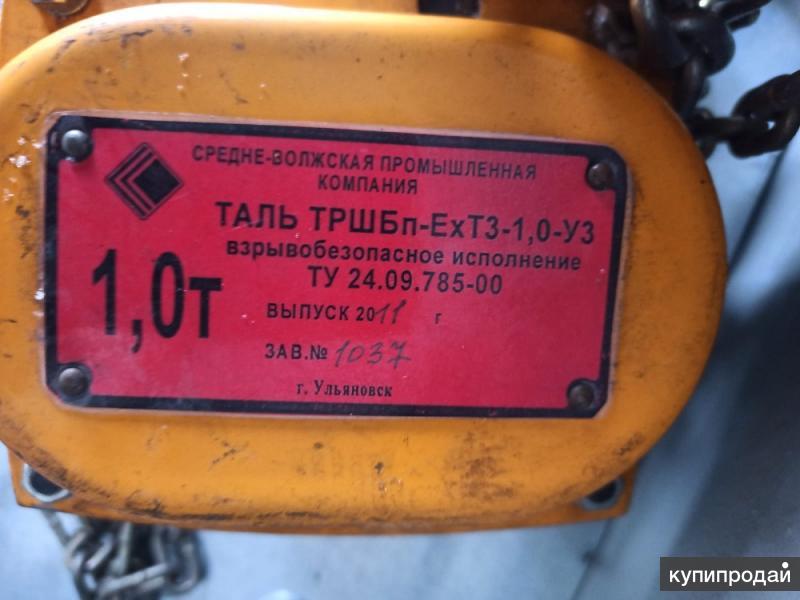 СРЕДНЕ-ВОЛЖСКАЯ ПРОМЫШЛЕННАЯ
КОМПАНИЯ
ТАЛЬ ТРШБп-ЕхТ3-1,0-У3
взрывобезопасное исполнение
ТУ 24.09.785-00
1,0т
ВЫПУСК 2011 г
ЗАВ.№ 1037
г. Ульяновск
купипродай